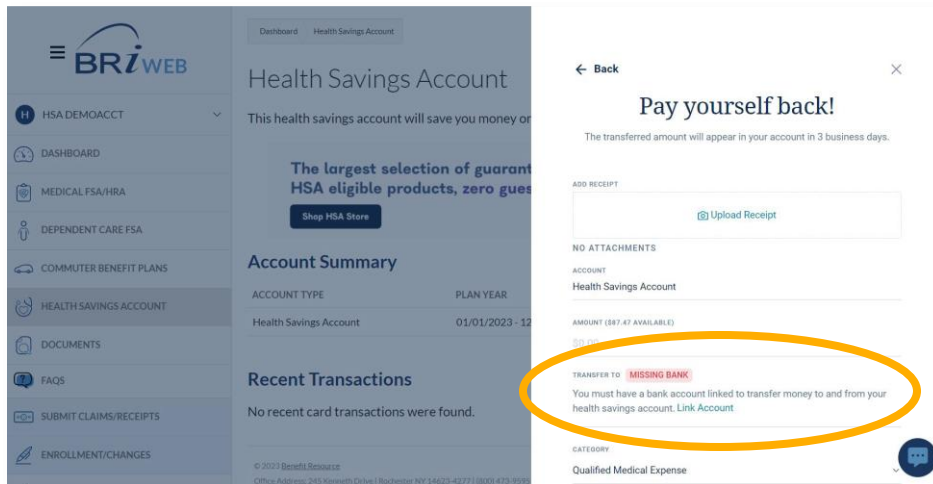 BRiWEB
H HSA DEMOACCT
DASHBOARD
MEDICAL FSA/HRA
DEPENDENT CARE FSA
COMMUTER BENEFIT PLANS
HEALTH SAVINGS ACCOUNT
DOCUMENTS
FAQS
SUBMIT CLAIMS/RECEIPTS
ENROLLMENT/CHANGES
Dashboard Health Savings Account
Health Savings Account
This health savings account will save you money or
The largest selection of guarant
HSA eligible products, zero gues
Shop HSA Store
Account Summary
ACCOUNT TYPE PLAN YEAR
Health Savings Account 01/01/2023 - 12
Recent Transactions
No recent card transactions were found.
© 2023 Benefit Resource
Office Address: 245 Kenneth Drive | Rochester NY 14623-4277 | (800) 473-9595
← Back
Pay yourself back!
The transferred amount will appear in your account in 3 business days.
ADD RECEIPT
Upload Receipt
NO ATTACHMENTS
ACCOUNT
Health Savings Account
AMOUNT ($87.47 AVAILABLE)
$0.00
TRANSFER TO MISSING BANK
You must have a bank account linked to transfer money to and from your
health savings account. Link Account
CATEGORY
Qualified Medical Expense